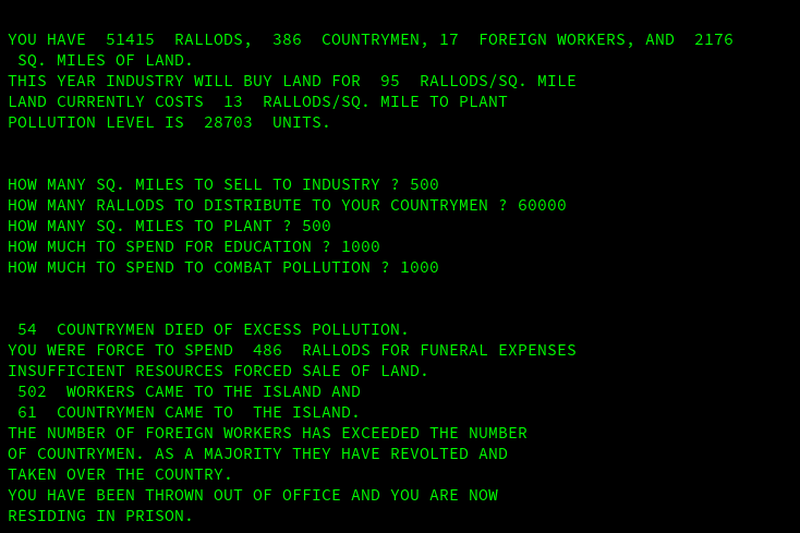 YOU HAVE  51415  RALLODS,  386  COUNTRYMEN, 17  FOREIGN WORKERS, AND  2176
SQ. MILES OF LAND.
THIS YEAR INDUSTRY WILL BUY LAND FOR  95  RALLODS/SQ. MILE
LAND CURRENTLY COSTS  13  RALLODS/SQ. MILE TO PLANT
POLLUTION LEVEL IS  28703  UNITS.
HOW MANY SQ. MILES TO SELL TO INDUSTRY ? 500
HOW MANY RALLODS TO DISTRIBUTE TO YOUR COUNTRYMEN ? 60000
HOW MANY SQ. MILES TO PLANT ? 500
HOW MUCH TO SPEND FOR EDUCATION ? 1000
HOW MUCH TO SPEND TO COMBAT POLLUTION ? 1000
54  COUNTRYMEN DIED OF EXCESS POLLUTION.
YOU WERE FORCE TO SPEND  486  RALLODS FOR FUNERAL EXPENSES
INSUFFICIENT RESOURCES FORCED SALE OF LAND.
502  WORKERS CAME TO THE ISLAND AND
61  COUNTRYMEN CAME TO  THE ISLAND.
THE NUMBER OF FOREIGN WORKERS HAS EXCEEDED THE NUMBER
OF COUNTRYMEN. AS A MAJORITY THEY HAVE REVOLTED AND
TAKEN OVER THE COUNTRY.
YOU HAVE BEEN THROWN OUT OF OFFICE AND YOU ARE NOW
RESIDING IN PRISON.